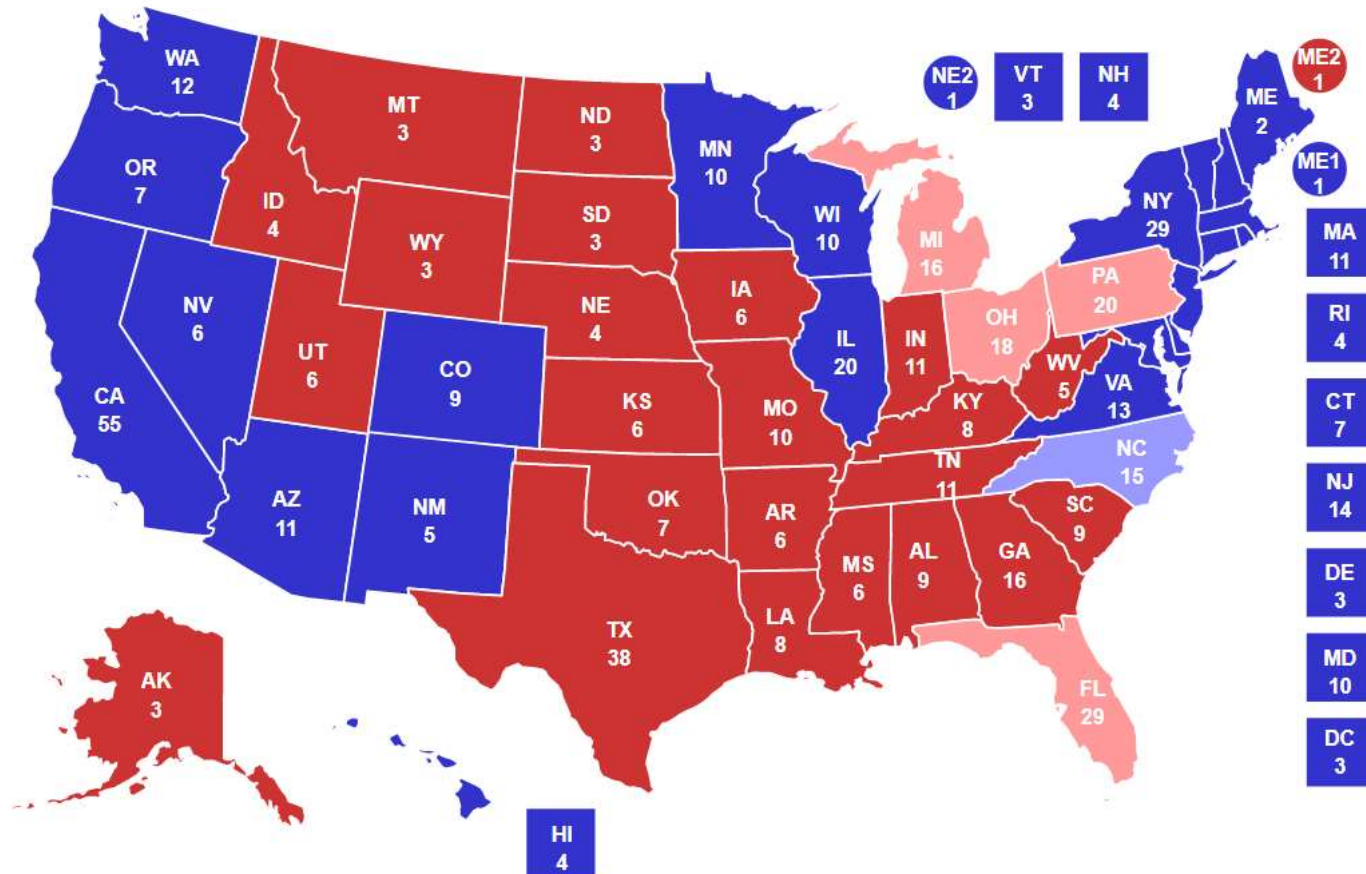 WA
12
OR
7
CA
55
NV
6
ID
4
MT
3
WY
3
UT
6
CO
9
AZ
11
NM
5
ND
3
SD
3
NE
4
KS
6
OK
7
TX
38
MN
10
IA
6
MO
10
AR
6
LA
8
WI
10
IL
20
MI
16
IN
11
OH
18
KY
8
TN
11
MS
6
AL
9
GA
16
FL
29
SC
9
NC
15
VA
13
WV
5
PA
20
NY
29
ME
2
NE2
1
VT
3
NH
4
ME2
1
ME1
1
MA
11
RI
4
CT
7
NJ
14
DE
3
MD
10
DC
3
AK
3
HI
4